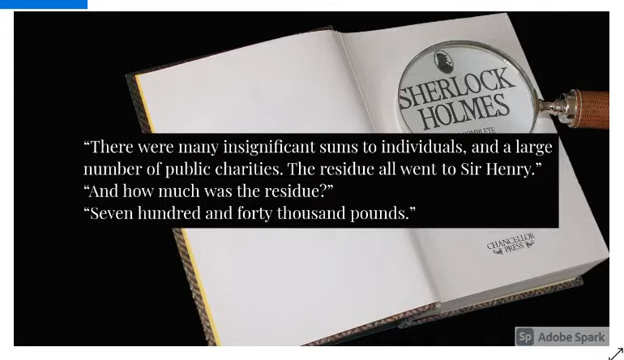 SHERLOCK
HOLMES
“There were many insignificant sums to individuals, and a large
number of public charities. The residue all went to Sir Henry.”
“And how much was the residue?”
“Seven hundred and forty thousand pounds.”
CHANCELLOR
PRESS
Sp Adobe Spark